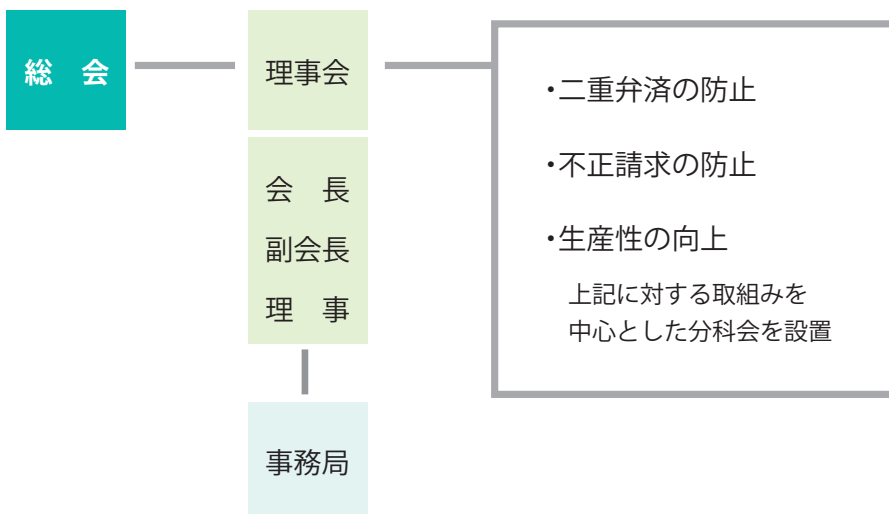 総　会
理事会
会　長
副会長
理　事
事務局
・二重弁済の防止
・不正請求の防止
・生産性の向上
上記に対する取組みを
中心とした分科会を設置